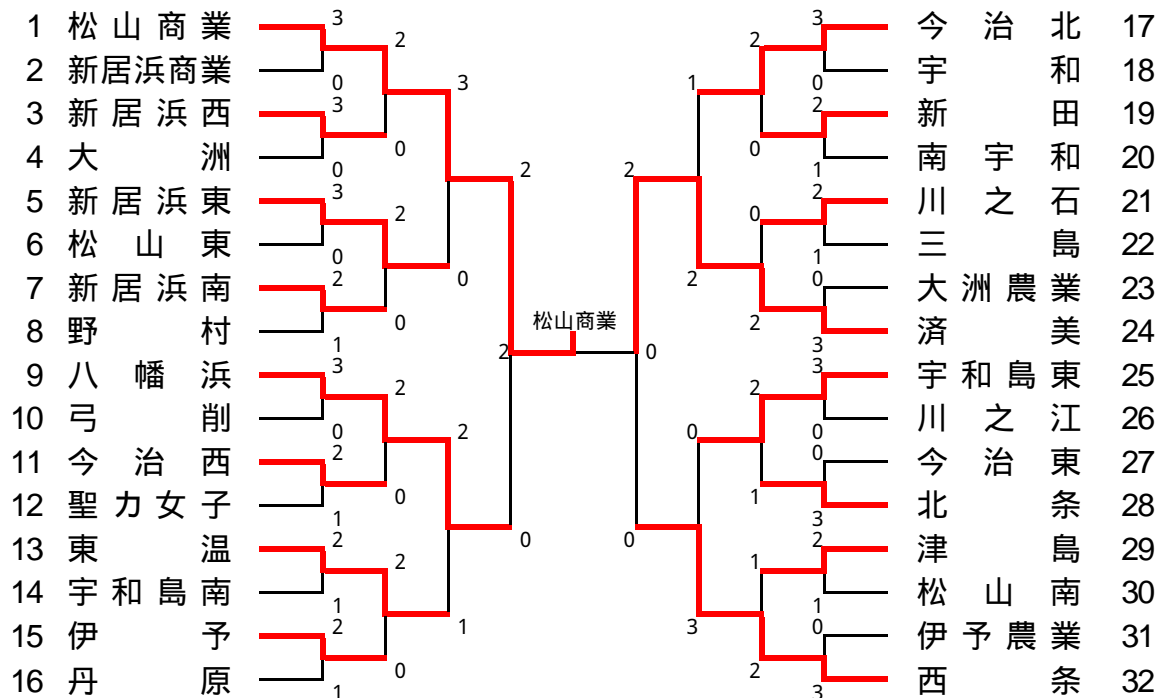 1 松山商業
2 新居浜商業
3 新居浜西
4 大洲
5 新居浜東
6 松山東
7 新居浜南
8 野村
9 八幡浜
10 弓削
11 今治西
12 聖カ女子
13 東温
14 宇和島南
15 伊予
16 丹原
3
0
3
0
3
0
2
1
3
0
2
1
2
1
2
1
2
0
2
0
2
0
2
0
3
0
2
1
2
0
2
松山商業
0
2
0
1
2
0
3
2
0
0
2
2
1
1
2
3
0
2
1
2
1
0
3
3
0
0
3
2
1
0
3
今治北 17
宇和 18
新田 19
南宇和 20
川之石 21
三島 22
大洲農業 23
済美 24
宇和島東 25
川之江 26
今治東 27
北条 28
津島 29
松山南 30
伊予農業 31
西条 32